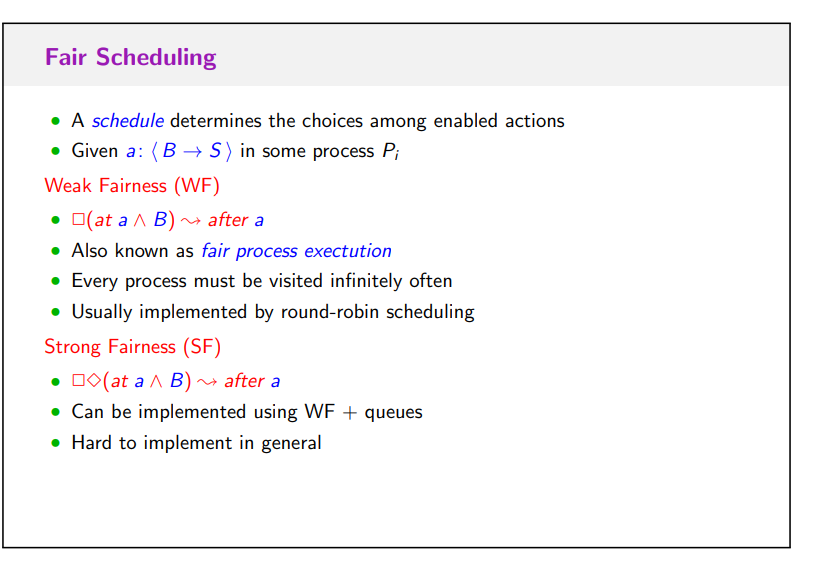 Fair Scheduling
• A schedule determines the choices among enabled actions
• Given a: ⟨ B → S ⟩ in some process Pᵢ
Weak Fairness (WF)
• □(at a ∧ B) ⇝ after a
• Also known as fair process exectution
• Every process must be visited infinitely often
• Usually implemented by round-robin scheduling
Strong Fairness (SF)
• □◇(at a ∧ B) ⇝ after a
• Can be implemented using WF + queues
• Hard to implement in general